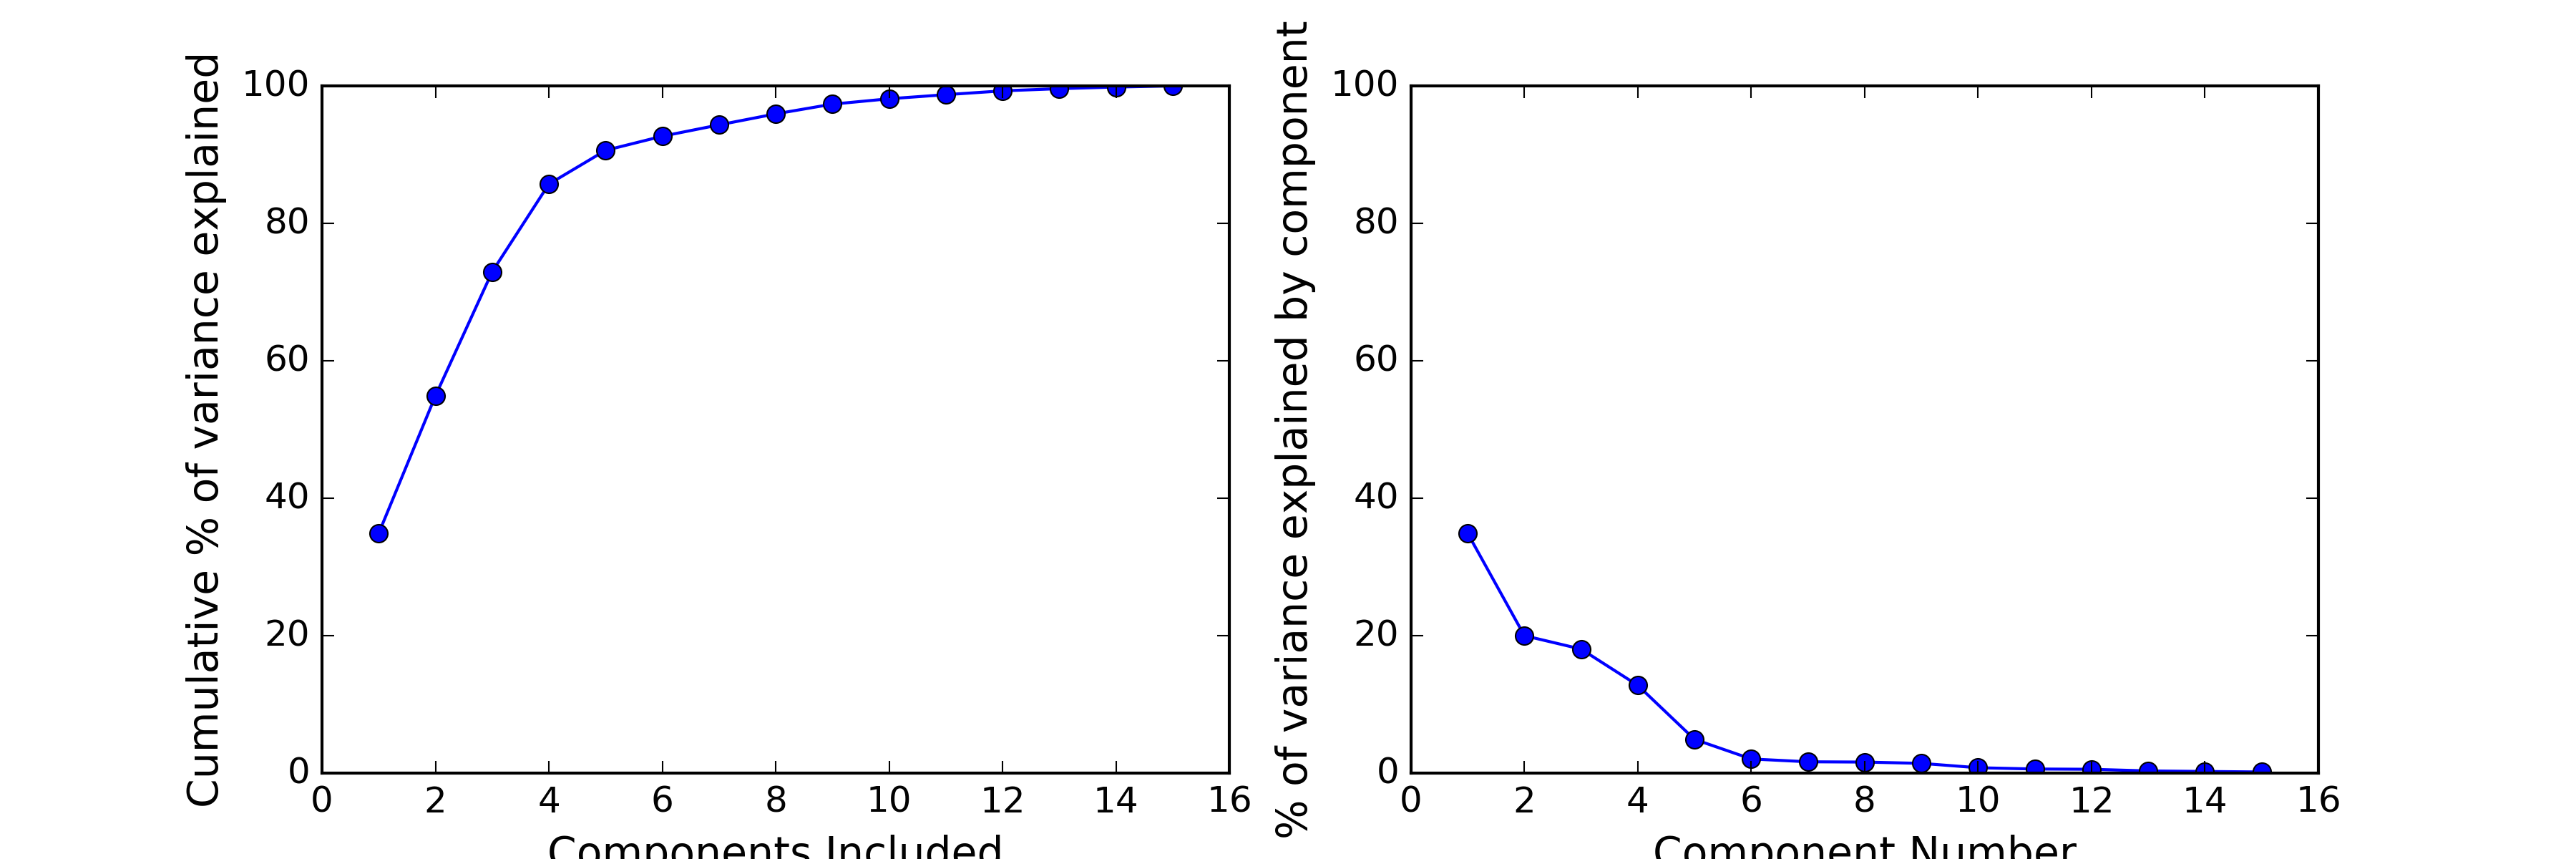 Cumulative % of variance explained
100
80
60
40
20
0
0 2 4 6 8 10 12 14 16
Components Included
% of variance explained by component
100
80
60
40
20
0
0 2 4 6 8 10 12 14 16
Component Number